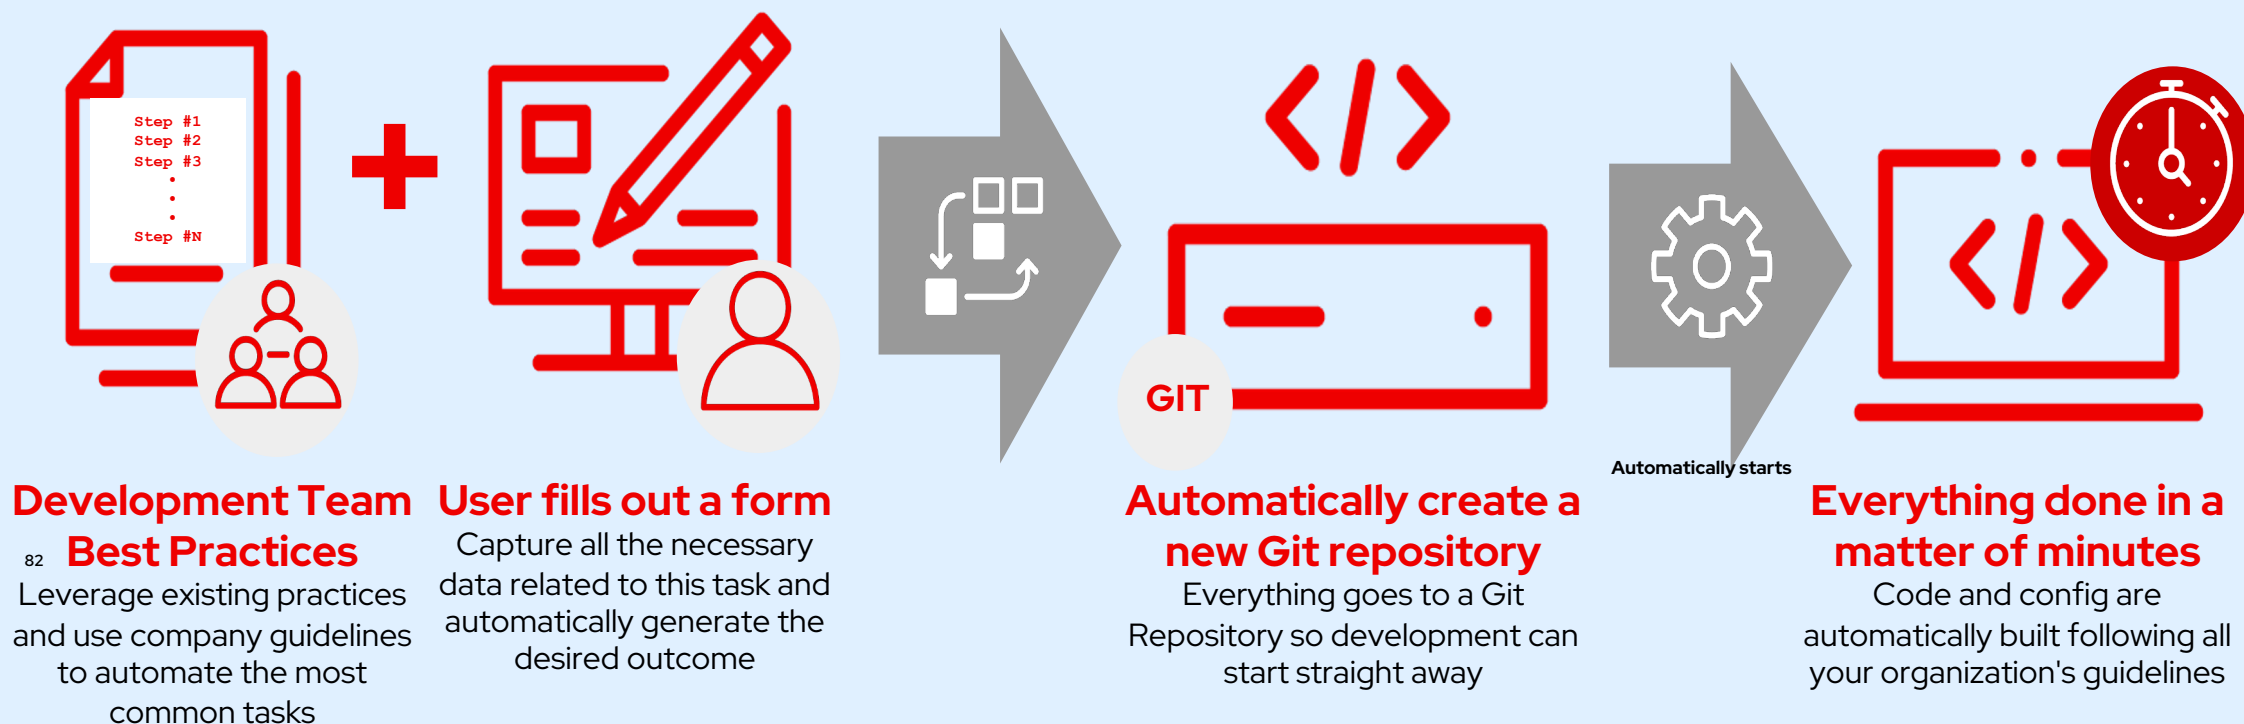 Step #1
Step #2
Step #3
Step #N
GIT
Automatically starts
Development Team
Best Practices
82
Leverage existing practices
and use company guidelines
to automate the most
common tasks
User fills out a form
Capture all the necessary
data related to this task and
automatically generate the
desired outcome
Automatically create a
new Git repository
Everything goes to a Git
Repository so development can
start straight away
Everything done in a
matter of minutes
Code and config are
automatically built following all
your organization's guidelines